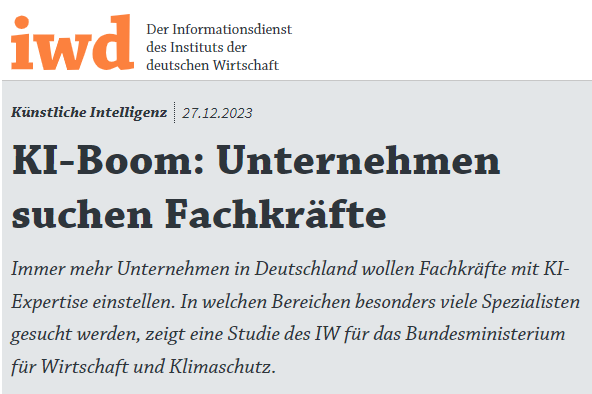 iwd
Der Informationsdienst
des Instituts der
deutschen Wirtschaft
Künstliche Intelligenz
27.12.2023
KI-Boom: Unternehmen
suchen Fachkräfte
Immer mehr Unternehmen in Deutschland wollen Fachkräfte mit KI-
Expertise einstellen. In welchen Bereichen besonders viele Spezialisten
gesucht werden, zeigt eine Studie des IW für das Bundesministerium
für Wirtschaft und Klimaschutz.